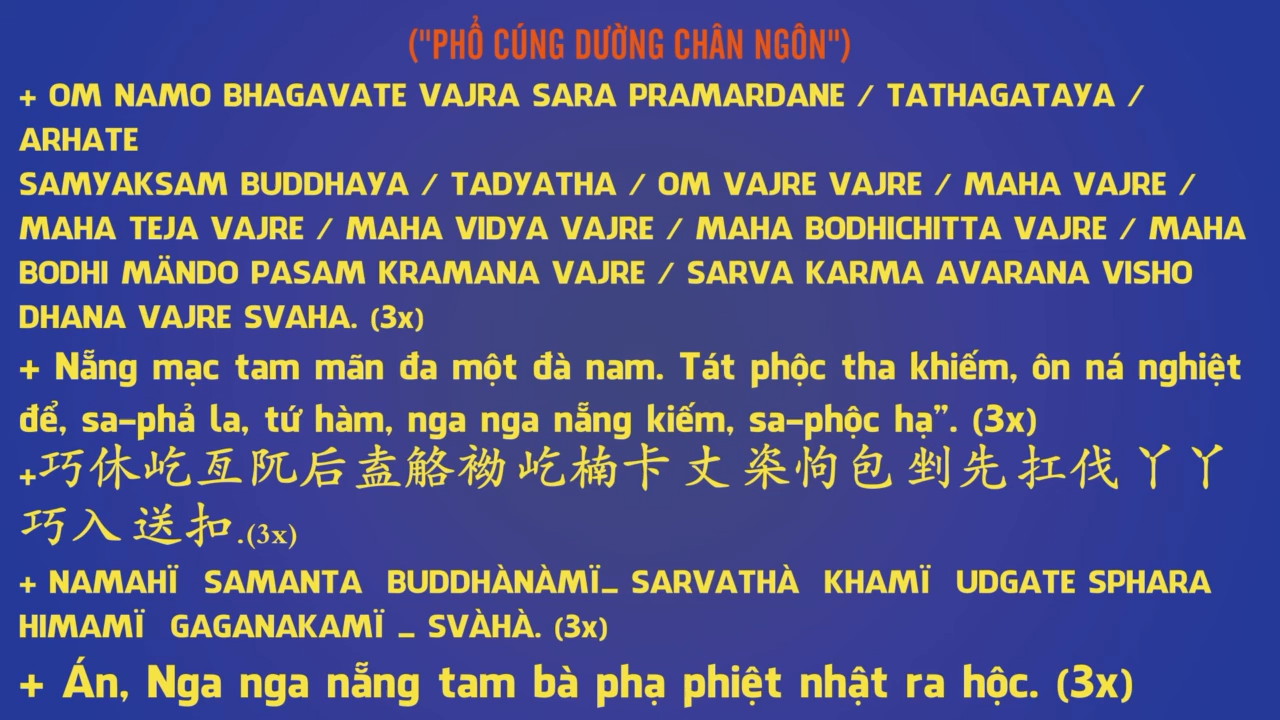 ("PHỔ CÚNG DƯỜNG CHÂN NGÔN")
+ OM NAMO BHAGAVATE VAJRA SARA PRAMARDANE / TATHAGATAYA /
ARHATE
SAMYAKSAM BUDDHAYA / TADYATHA / OM VAJRE VAJRE / MAHA VAJRE /
MAHA TEJA VAJRE / MAHA VIDYA VAJRE / MAHA BODHICHITTA VAJRE / MAHA
BODHI MÄNDO PASAM KRAMANA VAJRE / SARVA KARMA AVARANA VISHO
DHANA VAJRE SVAHA. (3x)
+ Nẵng mạc tam mãn đa một đà nam. Tát phộc tha khiếm, ôn ná nghiệt
để, sa-phả la, tứ hàm, nga nga nẵng kiếm, sa-phộc hạ”. (3x)
+巧休屹亙阢后盍觡袎屹楠卡丈楶怐包剉先扛伐丫丫
巧入送扣.(3x)
+ NAMAHÏ SAMANTA BUDDHÀNÀMÏ_ SARVATHÀ KHAMÏ UDGATE SPHARA
HIMAMÏ GAGANAKAMÏ _ SVÀHÀ. (3x)
+ Án, Nga nga nẵng tam bà phạ phiệt nhật ra hộc. (3x)